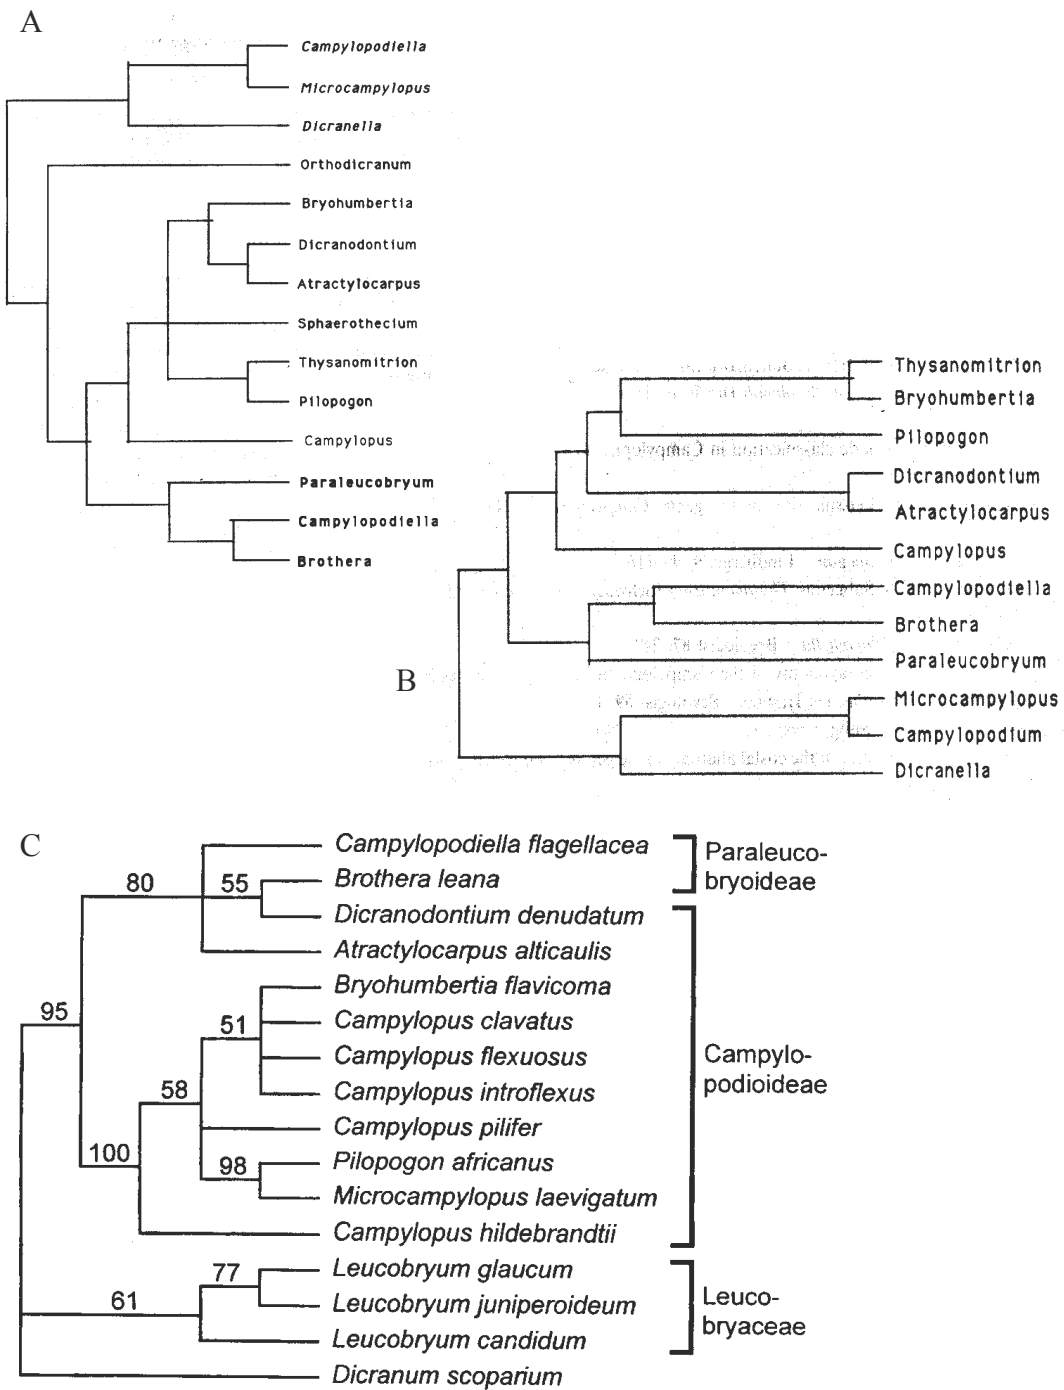 A
Campylopodiella
Microcampylopus
Dicranella
Orthodicranum
Bryohumbertia
Dicranodontium
Atractylocarpus
Sphaerothecium
Thysanomitrion
Pilopogon
Campylopus
Paraleucobryum
Campylopodiella
Brothera
B
Thysanomitrion
Bryohumbertia
Pilopogon
Dicranodontium
Atractylocarpus
Campylopus
Campylopodiella
Brothera
Paraleucobryum
Microcampylopus
Campylopodium
Dicranella
C
Campylopodiella flagellacea
Brothera leana
Dicranodontium denudatum
Atractylocarpus alticaulis
Bryohumbertia flavicoma
Campylopus clavatus
Campylopus flexuosus
Campylopus introflexus
Campylopus pilifer
Pilopogon africanus
Microcampylopus laevigatum
Campylopus hildebrandtii
Leucobryum glaucum
Leucobryum juniperoideum
Leucobryum candidum
Dicranum scoparium
80
55
95
51
58
100
98
77
61
Paraleuco-
bryoideae
Campylo-
podioideae
Leuco-
bryaceae